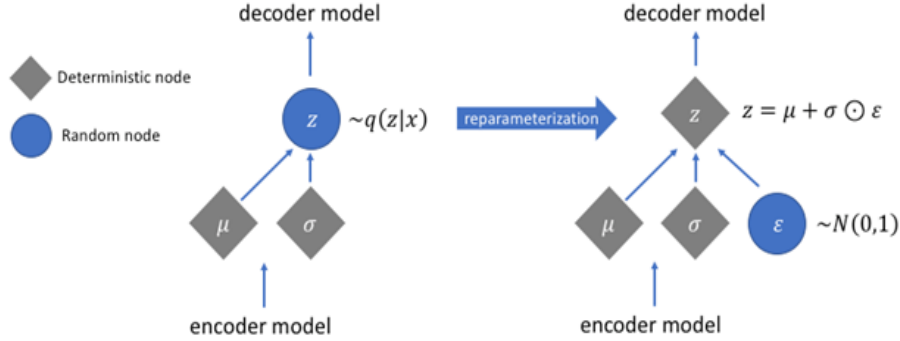 decoder model
decoder model
Deterministic node
Random node
z
~q(z|x)
reparameterization
z
z = μ + σ ⊙ ε
μ
σ
μ
σ
ε
~N(0,1)
encoder model
encoder model